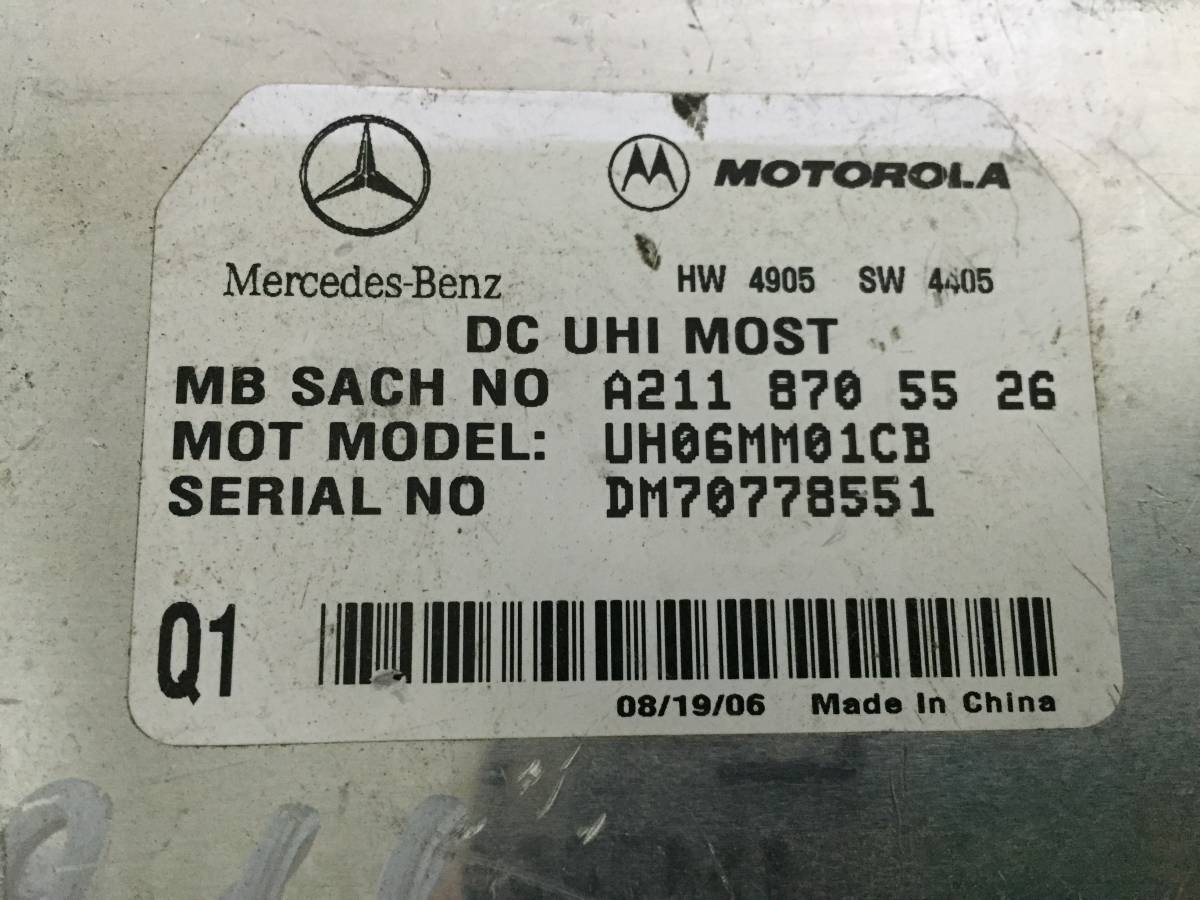 MOTOROLA
Mercedes-Benz
HW 4905 SW 4405
DC UHI MOST
MB SACH NO A211 870 55 26
MOT MODEL: UH06MM01CB
SERIAL NO DM70778551
Q1
08/19/06 Made In China